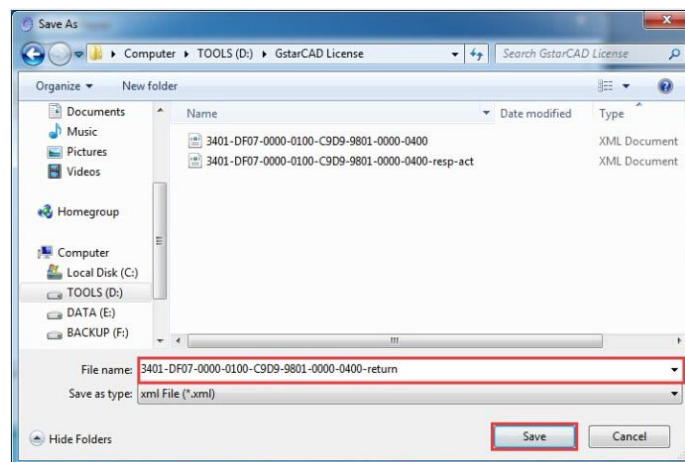 Save As
Computer ▸ TOOLS (D:) ▸ GstarCAD License
Search GstarCAD License
Organize
New folder
Name
Date modified
Type
Documents
Music
Pictures
Videos
Homegroup
Computer
Local Disk (C:)
TOOLS (D:)
DATA (E:)
BACKUP (F:)
3401-DF07-0000-0100-C9D9-9801-0000-0400
XML Document
3401-DF07-0000-0100-C9D9-9801-0000-0400-resp-act
XML Document
File name: 3401-DF07-0000-0100-C9D9-9801-0000-0400-return
Save as type: xml File (*.xml)
Hide Folders
Save
Cancel